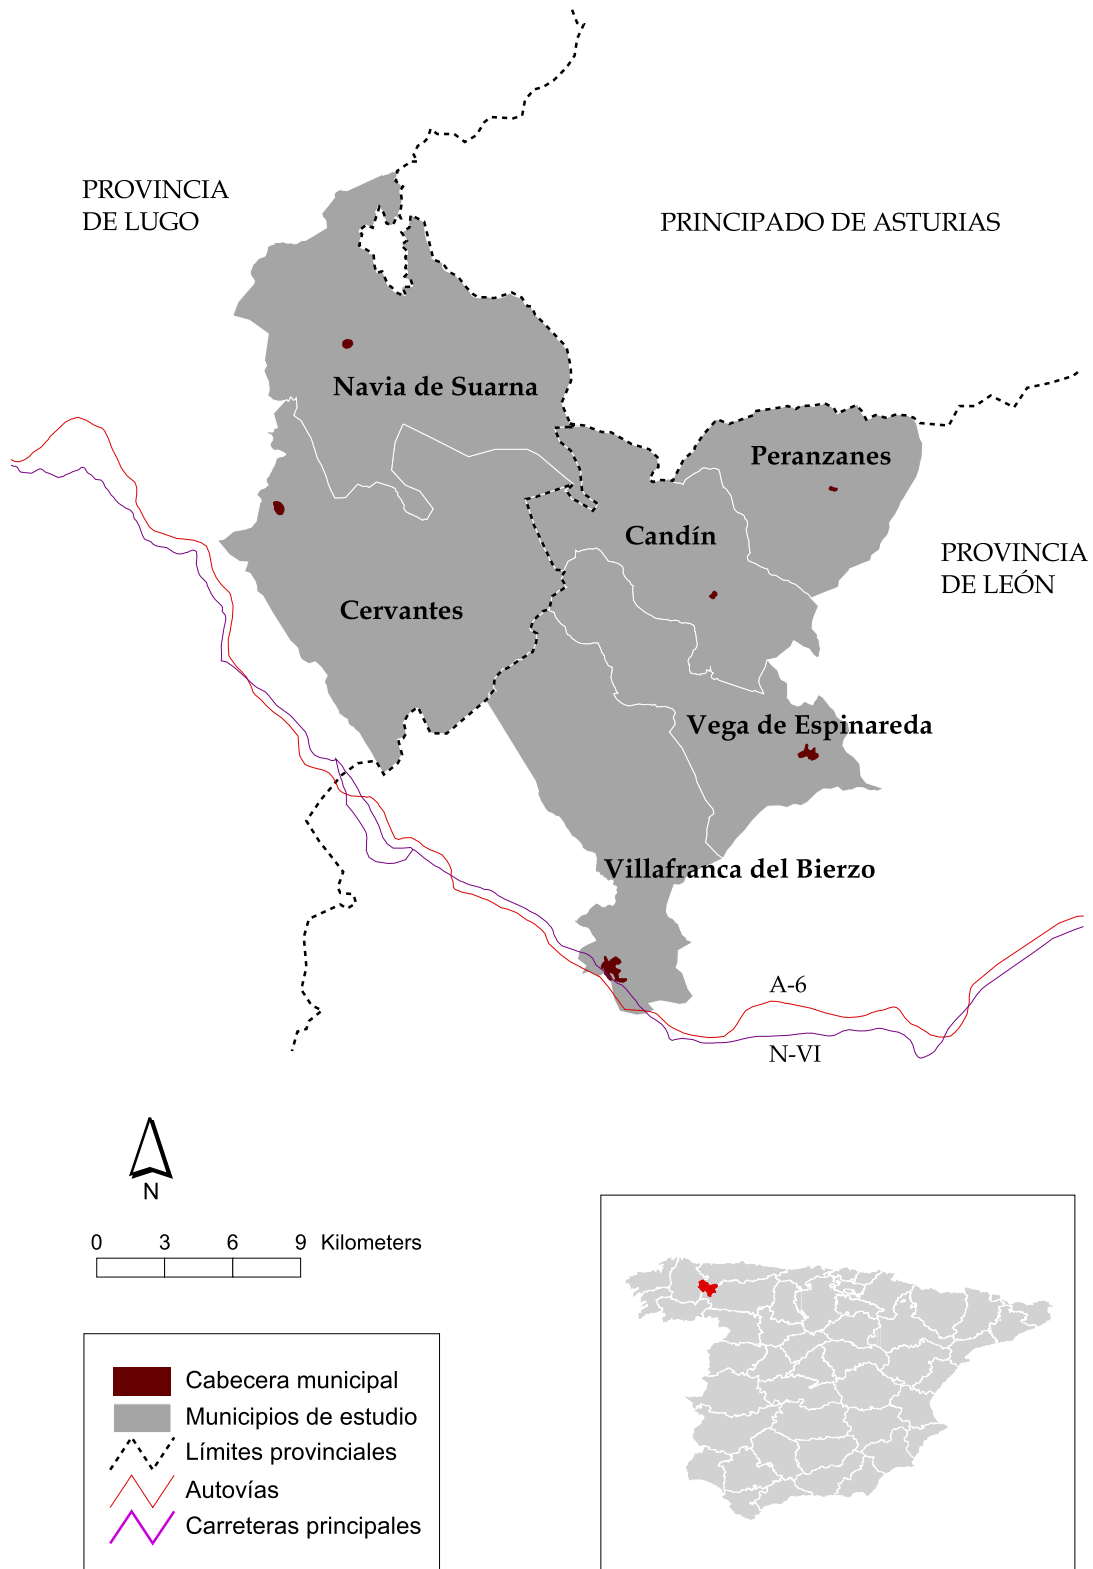 PROVINCIA
DE LUGO
PRINCIPADO DE ASTURIAS
Navia de Suarna
Peranzanes
Candín
PROVINCIA
DE LEÓN
Cervantes
Vega de Espinareda
Villafranca del Bierzo
A-6
N-VI
N
0 3 6 9 Kilometers
Cabecera municipal
Municipios de estudio
Límites provinciales
Autovías
Carreteras principales